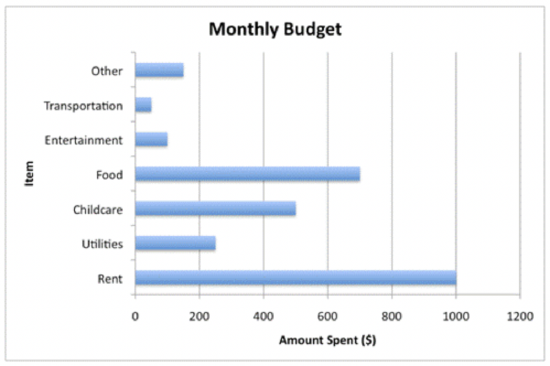 Monthly Budget
Other
Transportation
Entertainment
Food
Childcare
Utilities
Rent
Item
0 200 400 600 800 1000 1200
Amount Spent ($)